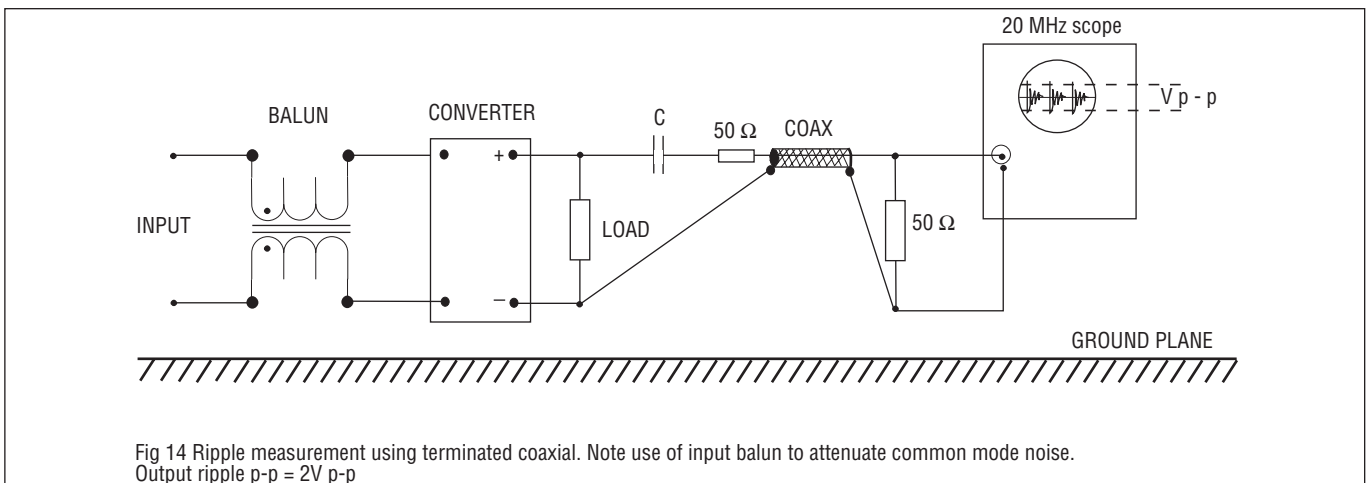 20 MHz scope
V p - p
BALUN
CONVERTER
C
50 Ω
COAX
+
INPUT
LOAD
50 Ω
–
GROUND PLANE
Fig 14 Ripple measurement using terminated coaxial. Note use of input balun to attenuate common mode noise.
Output ripple p-p = 2V p-p